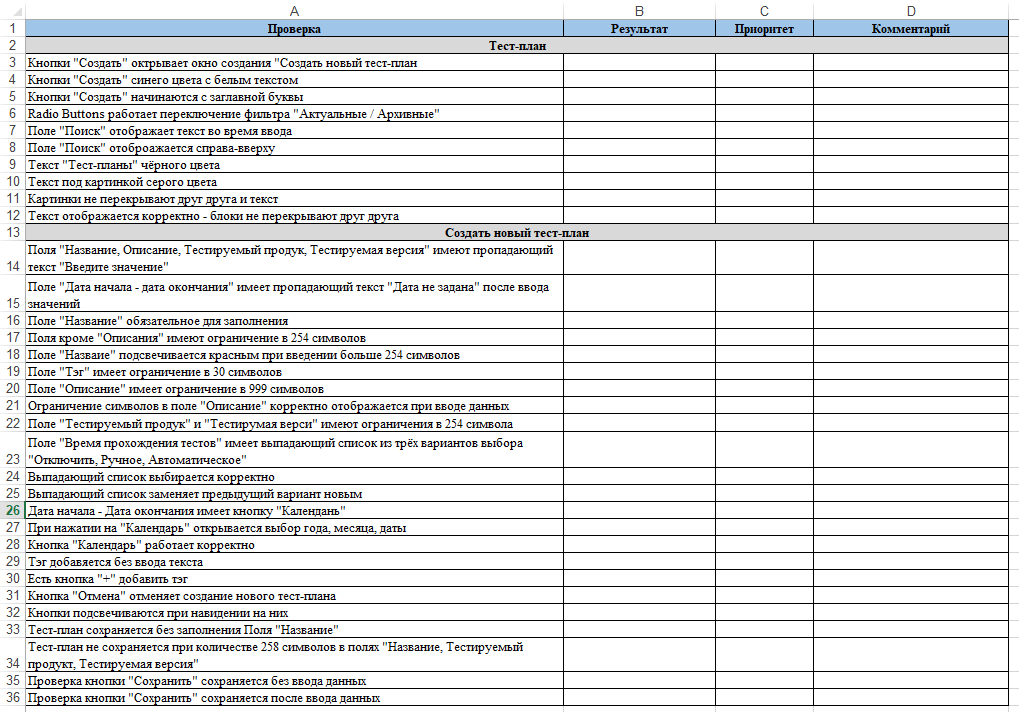 A B C D
1 Проверка Результат Приоритет Комментарий
2 Тест-план
3 Кнопки "Создать" октрывает окно создания "Создать новый тест-план
4 Кнопки "Создать" синего цвета с белым текстом
5 Кнопки "Создать" начинаются с заглавной буквы
6 Radio Buttons работает переключение фильтра "Актуальные / Архивные"
7 Поле "Поиск" отображает текст во время ввода
8 Поле "Поиск" отоброажается справа-вверху
9 Текст "Тест-планы" чёрного цвета
10 Текст под картинкой серого цвета
11 Картинки не перекрывают друг друга и текст
12 Текст отображается корректно - блоки не перекрывают друг друга
13 Создать новый тест-план
Поля "Название, Описание, Тестируемый продук, Тестируемая версия" имеют пропадающий
14 текст "Введите значение"
Поле "Дата начала - дата окончания" имеет пропадающий текст "Дата не задана" после ввода
15 значений
16 Поле "Название" обязательное для заполнения
17 Поля кроме "Описания" имеют ограничение в 254 символов
18 Поле "Назваие" подсвечивается красным при введении больше 254 символов
19 Поле "Тэг" имеет ограничение в 30 символов
20 Поле "Описание" имеет ограничение в 999 символов
21 Ограничение символов в поле "Описание" корректно отображается при вводе данных
22 Поле "Тестируемый продукт" и "Тестирумая верси" имеют ограничения в 254 символа
Поле "Время прохождения тестов" имеет выпадающий список из трёх вариантов выбора
23 "Отключить, Ручное, Автоматическое"
24 Выпадающий список выбирается корректно
25 Выпадающий список заменяет предыдущий вариант новым
26 Дата начала - Дата окончания имеет кнопку "Календань"
27 При нажатии на "Календарь" открывается выбор года, месяца, даты
28 Кнопка "Календарь" работает корректно
29 Тэг добавяется без ввода текста
30 Есть кнопка "+" добавить тэг
31 Кнопка "Отмена" отменяет создание нового тест-плана
32 Кнопки подсвечиваются при навидении на них
33 Тест-план сохраняется без заполнения Поля "Название"
Тест-план не сохраняется при количестве 258 символов в полях "Название, Тестируемый
34 продукт, Тестируемая версия"
35 Проверка кнопки "Сохранить" сохраняется без ввода данных
36 Проверка кнопки "Сохранить" сохраняется после ввода данных